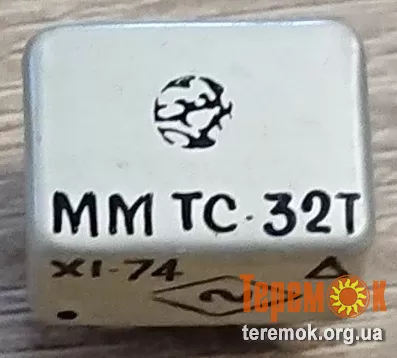 ММ ТС-32Т
XI-74
Теремок
teremok.org.ua